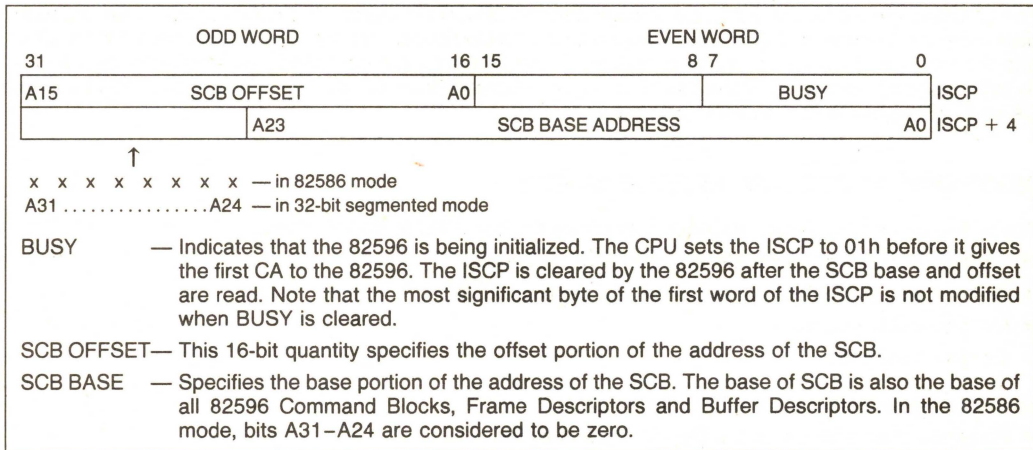 ODD WORD EVEN WORD
31 16 15 8 7 0
A15 SCB OFFSET A0 BUSY ISCP
A23 SCB BASE ADDRESS A0 ISCP + 4
↑
x x x x x x x x — in 82586 mode
A31 ................A24 — in 32-bit segmented mode
BUSY — Indicates that the 82596 is being initialized. The CPU sets the ISCP to 01h before it gives
the first CA to the 82596. The ISCP is cleared by the 82596 after the SCB base and offset
are read. Note that the most significant byte of the first word of the ISCP is not modified
when BUSY is cleared.
SCB OFFSET— This 16-bit quantity specifies the offset portion of the address of the SCB.
SCB BASE — Specifies the base portion of the address of the SCB. The base of SCB is also the base of
all 82596 Command Blocks, Frame Descriptors and Buffer Descriptors. In the 82586
mode, bits A31–A24 are considered to be zero.